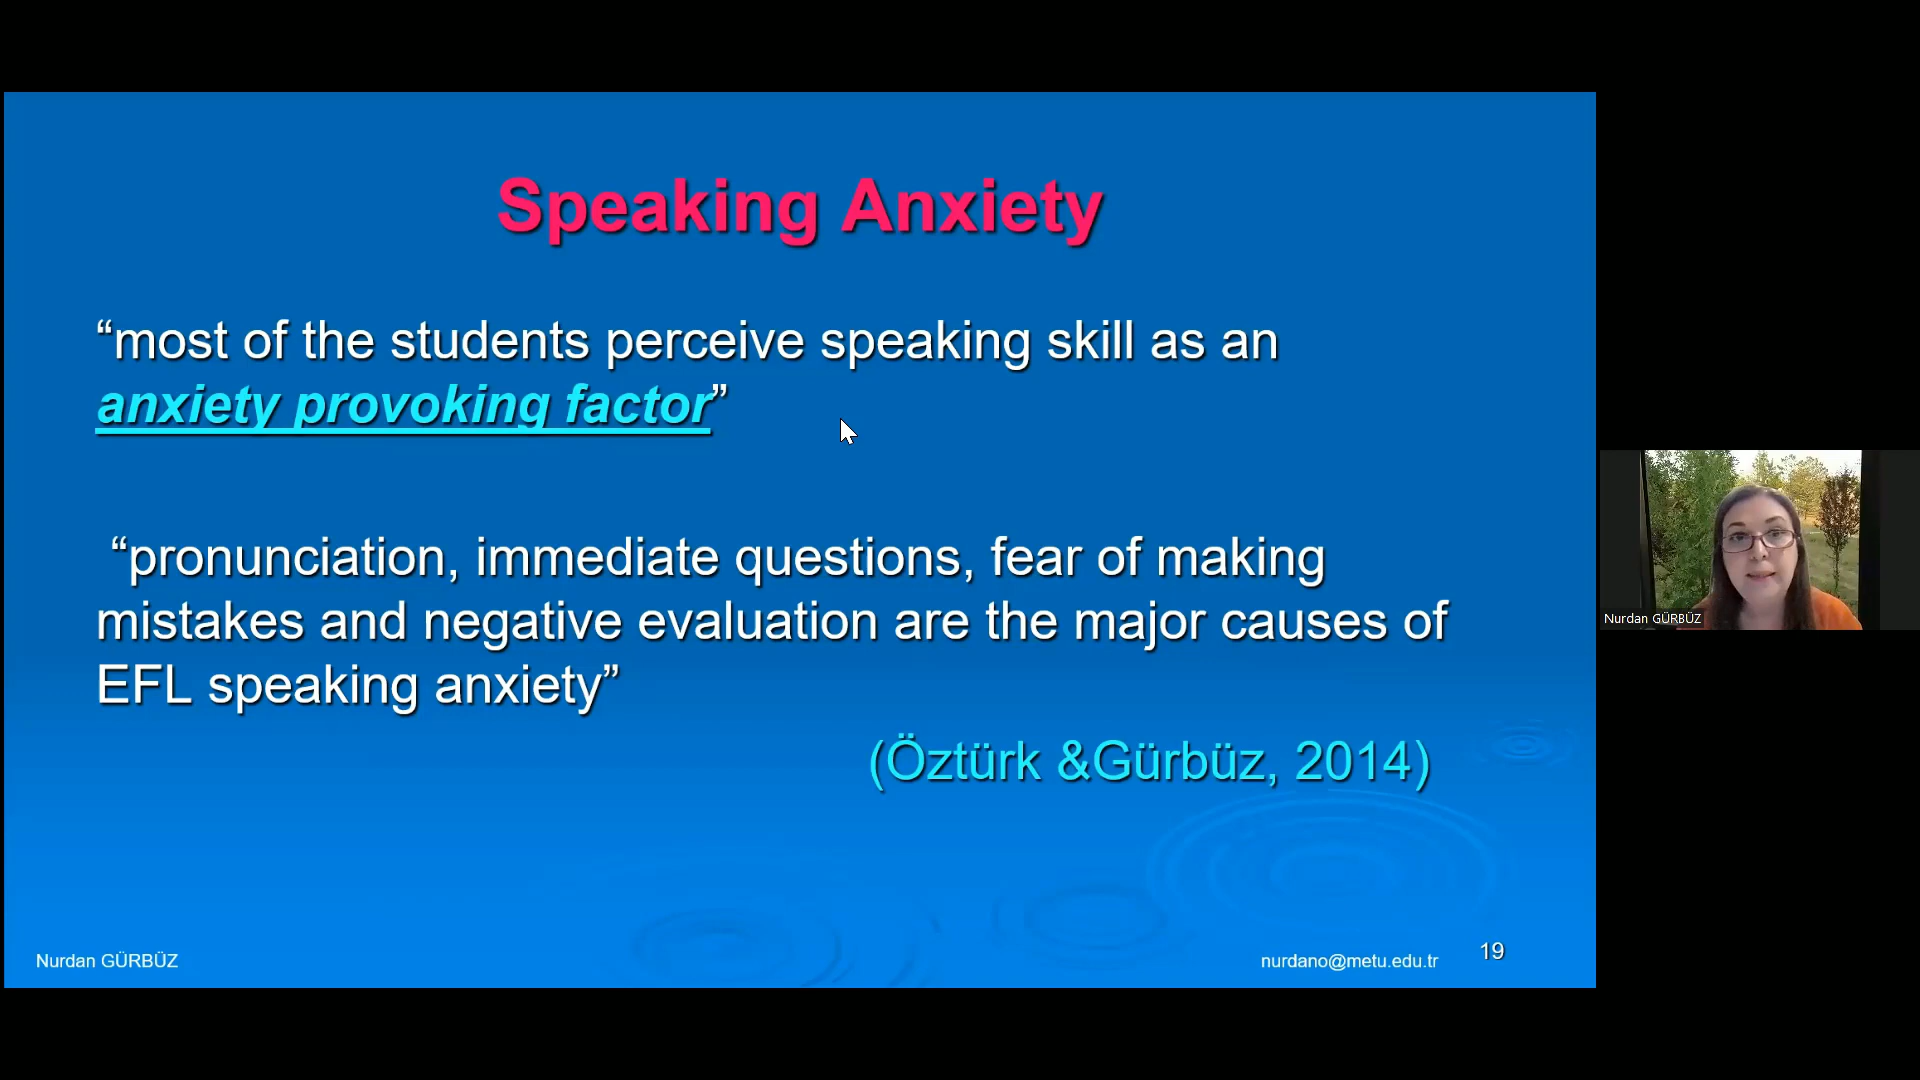 Speaking Anxiety
“most of the students perceive speaking skill as an
anxiety provoking factor”
“pronunciation, immediate questions, fear of making
mistakes and negative evaluation are the major causes of
EFL speaking anxiety”
(Öztürk &Gürbüz, 2014)
Nurdan GÜRBÜZ
nurdano@metu.edu.tr
19
Nurdan GÜRBÜZ